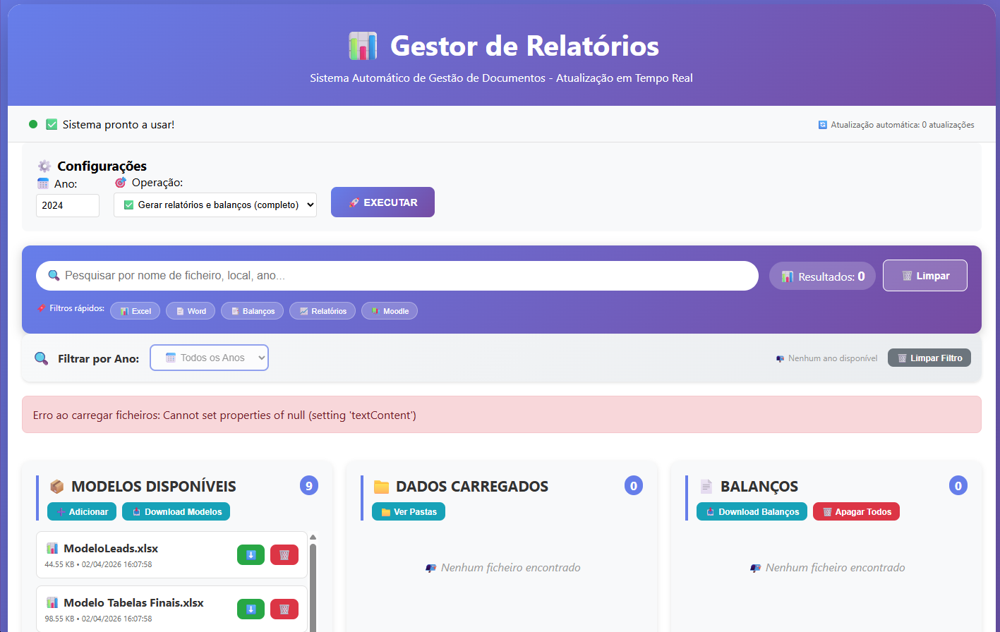 Gestor de Relatórios
Sistema Automático de Gestão de Documentos - Atualização em Tempo Real
Sistema pronto a usar!
Atualização automática: 0 atualizações
Configurações
Ano:
Operação:
2024
Gerar relatórios e balanços (completo)
EXECUTAR
Pesquisar por nome de ficheiro, local, ano...
Resultados: 0
Limpar
Filtros rápidos:
Excel
Word
Balanços
Relatórios
Moodle
Filtrar por Ano:
Todos os Anos
Nenhum ano disponível
Limpar Filtro
Erro ao carregar ficheiros: Cannot set properties of null (setting 'textContent')
MODELOS DISPONÍVEIS
9
Adicionar
Download Modelos
ModeloLeads.xlsx
44.55 KB • 02/04/2026 16:07:58
Modelo Tabelas Finais.xlsx
98.55 KB • 02/04/2026 16:07:58
DADOS CARREGADOS
0
Ver Pastas
Nenhum ficheiro encontrado
BALANÇOS
0
Download Balanços
Apagar Todos
Nenhum ficheiro encontrado